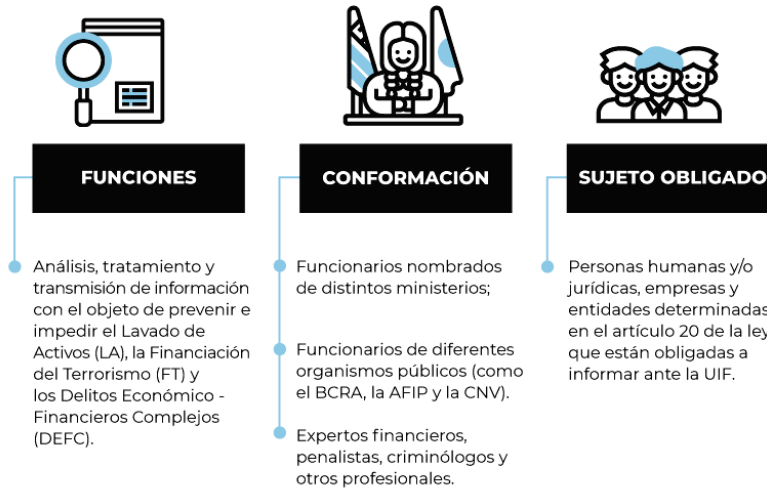 FUNCIONES
Análisis, tratamiento y
transmisión de información
con el objeto de prevenir e
impedir el Lavado de
Activos (LA), la Financiación
del Terrorismo (FT) y
los Delitos Económico -
Financieros Complejos
(DEFC).
CONFORMACIÓN
Funcionarios nombrados
de distintos ministerios;
Funcionarios de diferentes
organismos públicos (como
el BCRA, la AFIP y la CNV).
Expertos financieros,
penalistas, criminólogos y
otros profesionales.
SUJETO OBLIGADO
Personas humanas y/o
jurídicas, empresas y
entidades determinadas
en el artículo 20 de la ley
que están obligadas a
informar ante la UIF.